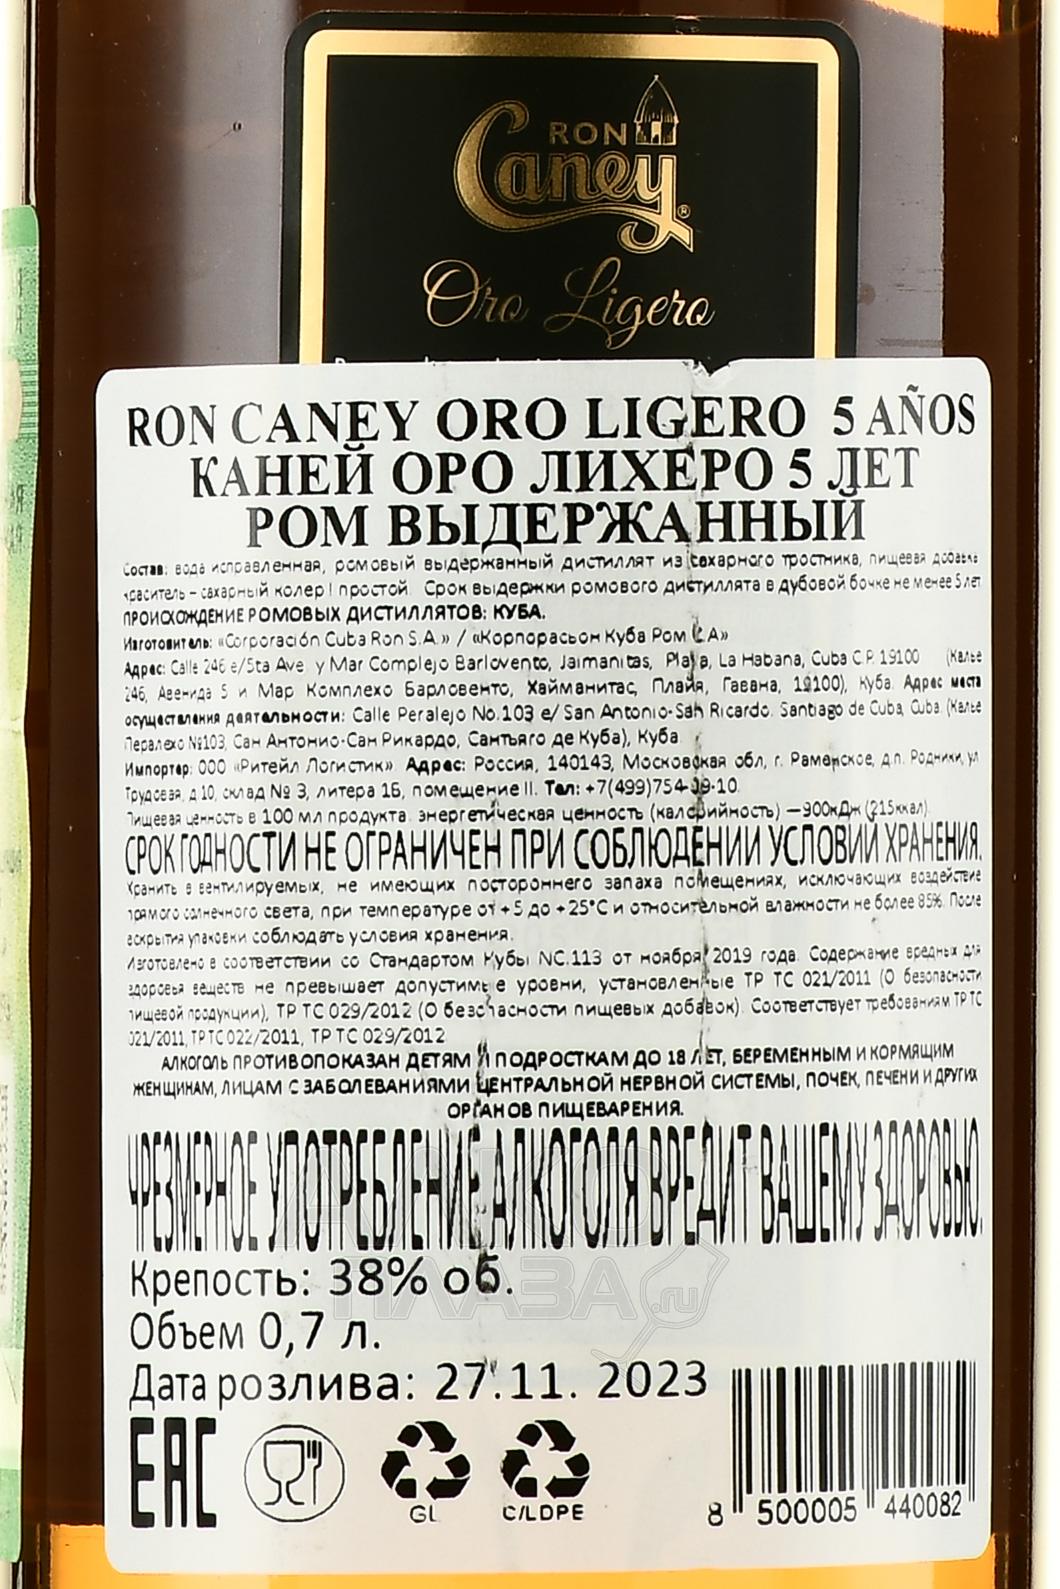 RON
Caney®
Oro Ligero
RON CANEY ORO LIGERO 5 AÑOS
КАНЕЙ ОРО ЛИХЕРО 5 ЛЕТ
РОМ ВЫДЕРЖАННЫЙ
Состав: вода исправленная, ромовый выдержанный дистиллят из сахарного тростника, пищевая добавка
краситель – сахарный колер I простой. Срок выдержки ромового дистиллята в дубовой бочке не менее 5 лет
ПРОИСХОЖДЕНИЕ РОМОВЫХ ДИСТИЛЛЯТОВ: КУБА.
Изготовитель: «Corporación Cuba Ron S.A.» / «Корпорасьон Куба Ром С.А»
Адрес: Calle 246 e/5ta Ave y Mar Complejo Barlovento, Jaimanitas, Playa, La Habana, Cuba C.P. 19100 (Калье
246, Авенида 5 и Мар Комплехо Барловенто, Хайманитас, Плайя, Гавана, 19100), Куба. Адрес места
осуществления деятельности: Calle Peralejo No.103 e/ San Antonio-San Ricardo. Santiago de Cuba, Cuba. (Калье
Пералехо №103, Сан Антонио-Сан Рикардо, Сантьяго де Куба), Куба
Импортер: ООО «Ритейл Логистик» Адрес: Россия, 140143, Московская обл, г. Раменское, д.п. Родники, ул
Трудовая, д 10, склад № 3, литера 1Б, помещение II. Тел: +7(499)754-09-10.
Пищевая ценность в 100 мл продукта: энергетическая ценность (калорийность) —900кДж (215ккал).
СРОК ГОДНОСТИ НЕ ОГРАНИЧЕН ПРИ СОБЛЮДЕНИИ УСЛОВИЙ ХРАНЕНИЯ.
Хранить в вентилируемых, не имеющих постороннего запаха помещениях, исключающих воздействие
прямого солнечного света, при температуре от +5 до +25°С и относительной влажности не более 85%. После
вскрытия упаковки соблюдать условия хранения.
Изготовлено в соответствии со Стандартом Кубы NC.113 от ноября 2019 года. Содержание вредных для
здоровья веществ не превышает допустимые уровни, установленные ТР ТС 021/2011 (О безопасности
пищевой продукции), ТР ТС 029/2012 (О безопасности пищевых добавок). Соответствует требованиям ТР ТС
021/2011, ТР ТС 022/2011, ТР ТС 029/2012
АЛКОГОЛЬ ПРОТИВОПОКАЗАН ДЕТЯМ И ПОДРОСТКАМ ДО 18 ЛЕТ, БЕРЕМЕННЫМ И КОРМЯЩИМ
ЖЕНЩИНАМ, ЛИЦАМ С ЗАБОЛЕВАНИЯМИ ЦЕНТРАЛЬНОЙ НЕРВНОЙ СИСТЕМЫ, ПОЧЕК, ПЕЧЕНИ И ДРУГИХ
ОРГАНОВ ПИЩЕВАРЕНИЯ.
ЧРЕЗМЕРНОЕ УПОТРЕБЛЕНИЕ АЛКОГОЛЯ ВРЕДИТ ВАШЕМУ ЗДОРОВЬЮ.
АЛКО
ПЛАЗА.ru
Крепость: 38% об.
Объем 0,7 л.
Дата розлива: 27.11. 2023
EAC
GL
C/LDPE
8 500005 440082